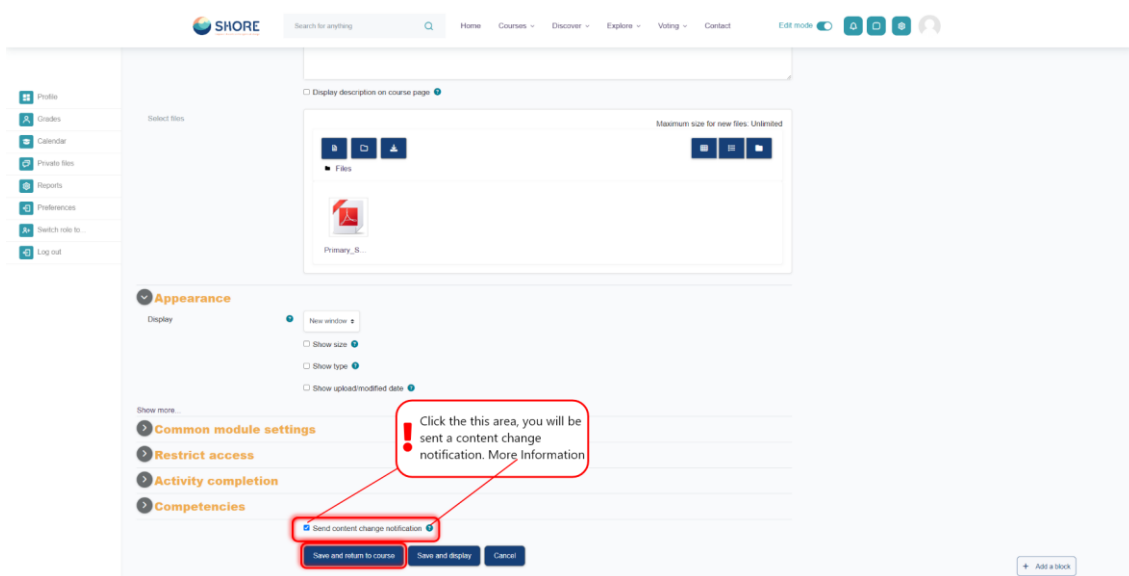 SHORE
Search for anything
Home Courses Discover Explore Voting Contact
Edit mode
Profile
Grades
Calendar
Private files
Reports
Preferences
Switch role to...
Log out
Display description on course page
Select files
Maximum size for new files: Unlimited
Files
Primary_S...
Appearance
Display
New window
Show size
Show type
Show upload/modified date
Show more...
Common module settings
Restrict access
Activity completion
Competencies
! Click the this area, you will be
sent a content change
notification. More Information
Send content change notification
Save and return to course Save and display Cancel
+ Add a block